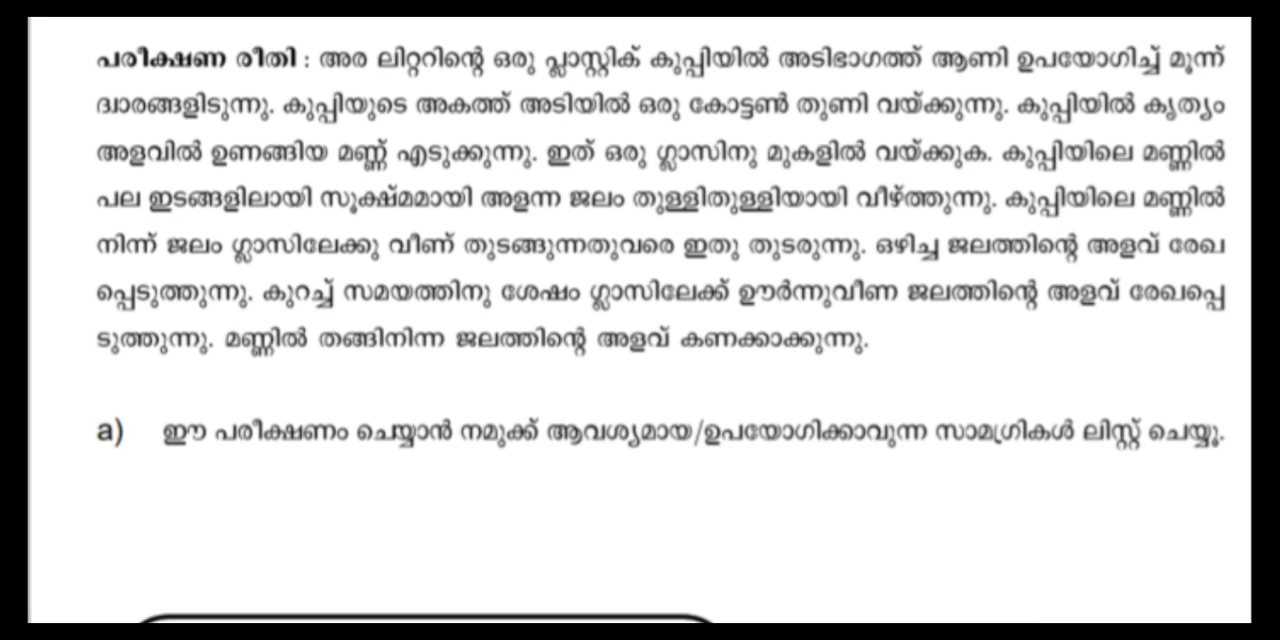 പരീക്ഷണ രീതി : അര ലിറ്ററിന്റെ ഒരു പ്ലാസ്റ്റിക് കുപ്പിയിൽ അടിഭാഗത്ത് ആണി ഉപയോഗിച്ച് മൂന്ന്
ദ്വാരങ്ങളിടുന്നു. കുപ്പിയുടെ അകത്ത് അടിയിൽ ഒരു കോട്ടൺ തുണി വയ്ക്കുന്നു. കുപ്പിയിൽ കൃത്യം
അളവിൽ ഉണങ്ങിയ മണ്ണ് എടുക്കുന്നു. ഇത് ഒരു ഗ്ലാസിനു മുകളിൽ വയ്ക്കുക. കുപ്പിയിലെ മണ്ണിൽ
പല ഇടങ്ങളിലായി സൂക്ഷ്മമായി അളന്ന ജലം തുള്ളിതുള്ളിയായി വീഴ്ത്തുന്നു. കുപ്പിയിലെ മണ്ണിൽ
നിന്ന് ജലം ഗ്ലാസിലേക്കു വീണ് തുടങ്ങുന്നതുവരെ ഇതു തുടരുന്നു. ഒഴിച്ച ജലത്തിന്റെ അളവ് രേഖ
പ്പെടുത്തുന്നു. കുറച്ച് സമയത്തിനു ശേഷം ഗ്ലാസിലേക്ക് ഊർന്നുവീണ ജലത്തിന്റെ അളവ് രേഖപ്പെ
ടുത്തുന്നു. മണ്ണിൽ തങ്ങിനിന്ന ജലത്തിന്റെ അളവ് കണക്കാക്കുന്നു.
a) ഈ പരീക്ഷണം ചെയ്യാൻ നമുക്ക് ആവശ്യമായ/ഉപയോഗിക്കാവുന്ന സാമഗ്രികൾ ലിസ്റ്റ് ചെയ്യൂ.